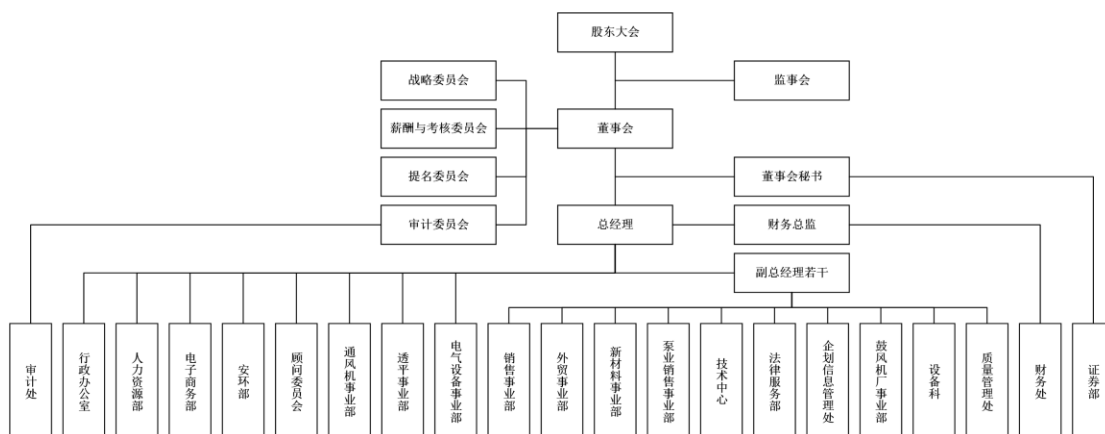 股东大会
战略委员会
监事会
薪酬与考核委员会
董事会
提名委员会
董事会秘书
审计委员会
总经理
财务总监
副总经理若干
审计处
行政办公室
人力资源部
电子商务部
安环部
顾问委员会
通风机事业部
透平事业部
电气设备事业部
销售事业部
外贸事业部
新材料事业部
泵业销售事业部
技术中心
法律服务部
企划信息管理处
鼓风机厂事业部
设备科
质量管理处
财务处
证券部